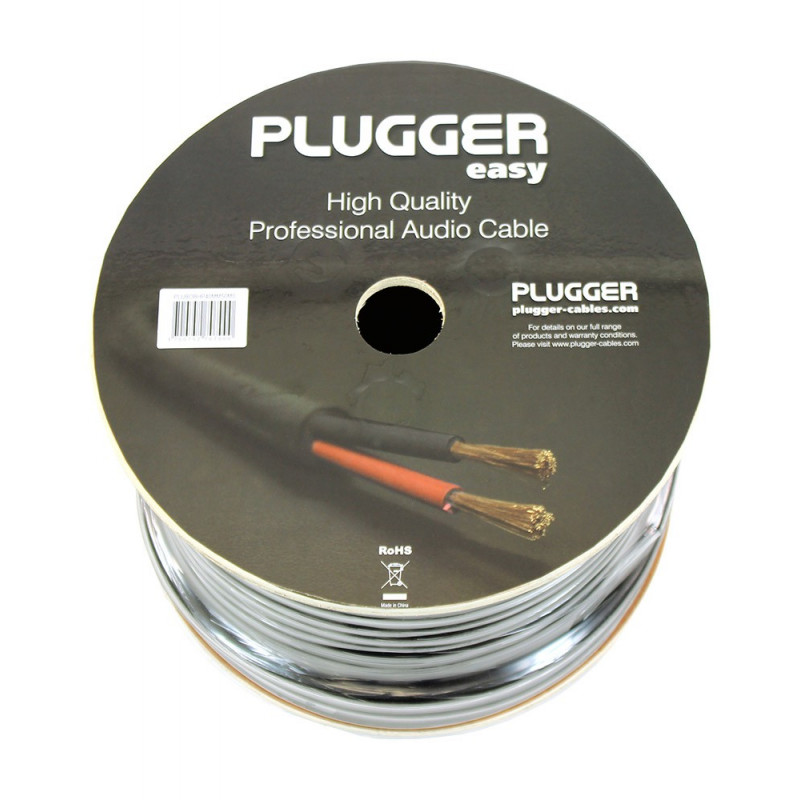 PLUGGER
easy
High Quality
Professional Audio Cable
PLUGGER
plugger-cables.com
For details on our full range
of products and warranty conditions.
Please visit www.plugger-cables.com
RoHS
Made in China